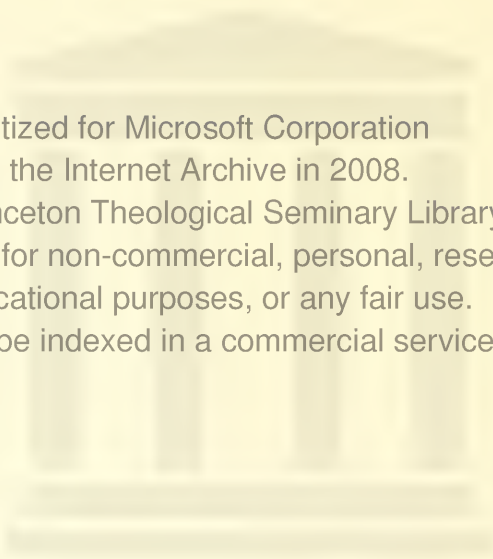 tized for Microsoft Corporation
the Internet Archive in 2008.
nceton Theological Seminary Library
for non-commercial, personal, rese
cational purposes, or any fair use.
be indexed in a commercial service